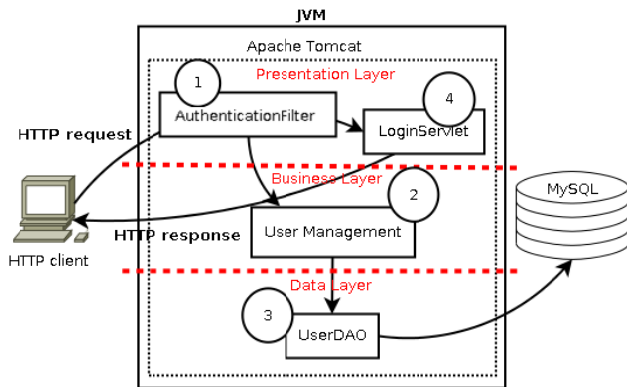 JVM
Apache Tomcat
1
Presentation Layer
4
AuthenticationFilter
LoginServlet
HTTP request
Business Layer
2
MySQL
User Management
HTTP response
HTTP client
Data Layer
3
UserDAO